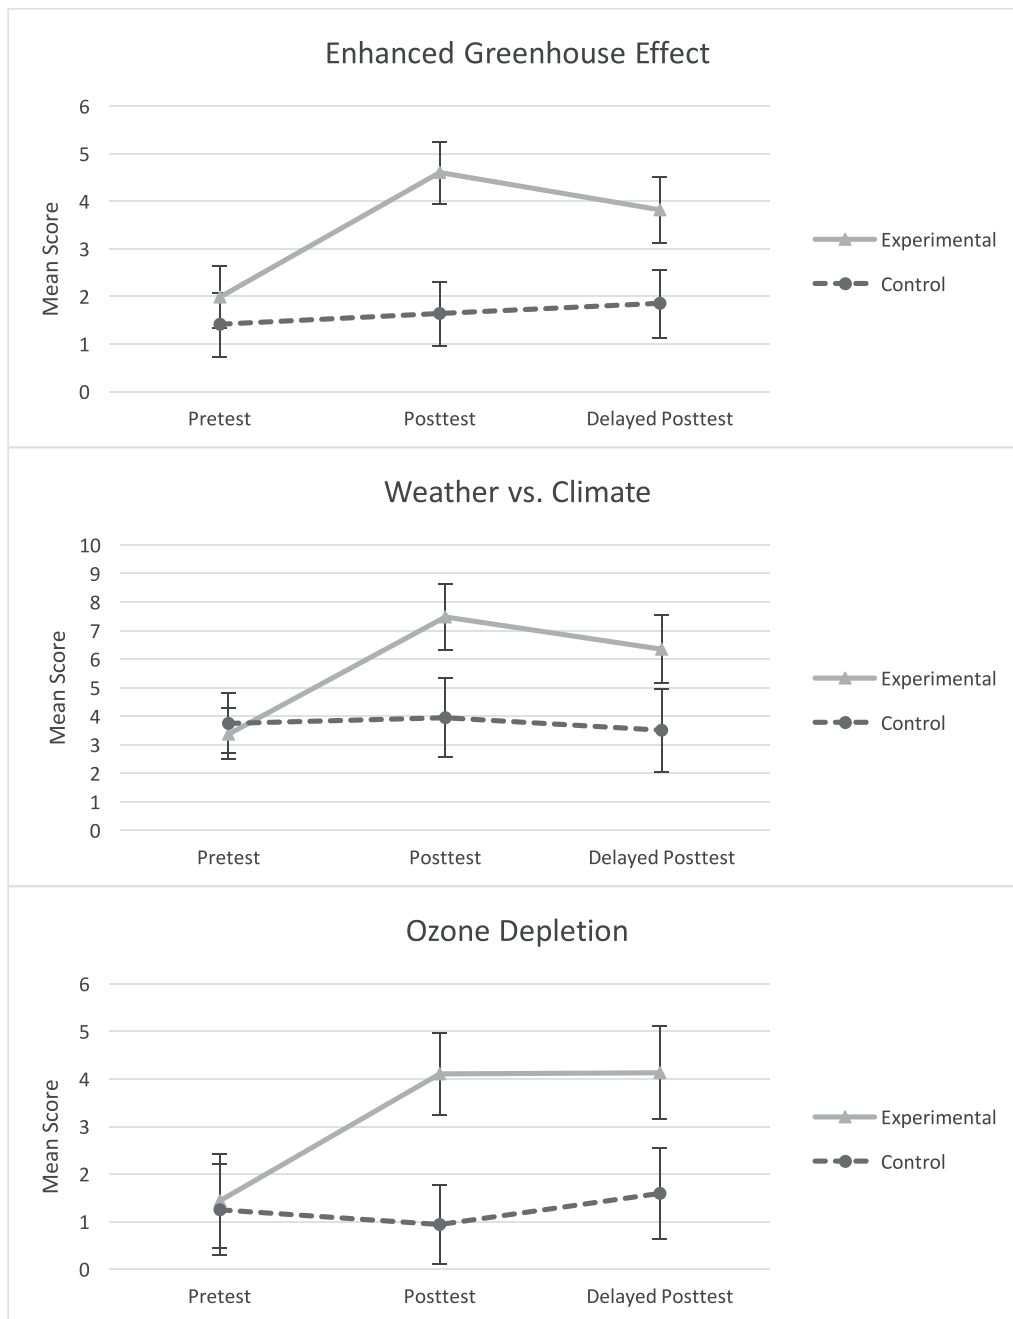 Enhanced Greenhouse Effect
6
5
4
3
2
1
0
Mean Score
Pretest Posttest Delayed Posttest
Experimental
Control
Weather vs. Climate
10
9
8
7
6
5
4
3
2
1
0
Mean Score
Pretest Posttest Delayed Posttest
Experimental
Control
Ozone Depletion
6
5
4
3
2
1
0
Mean Score
Pretest Posttest Delayed Posttest
Experimental
Control